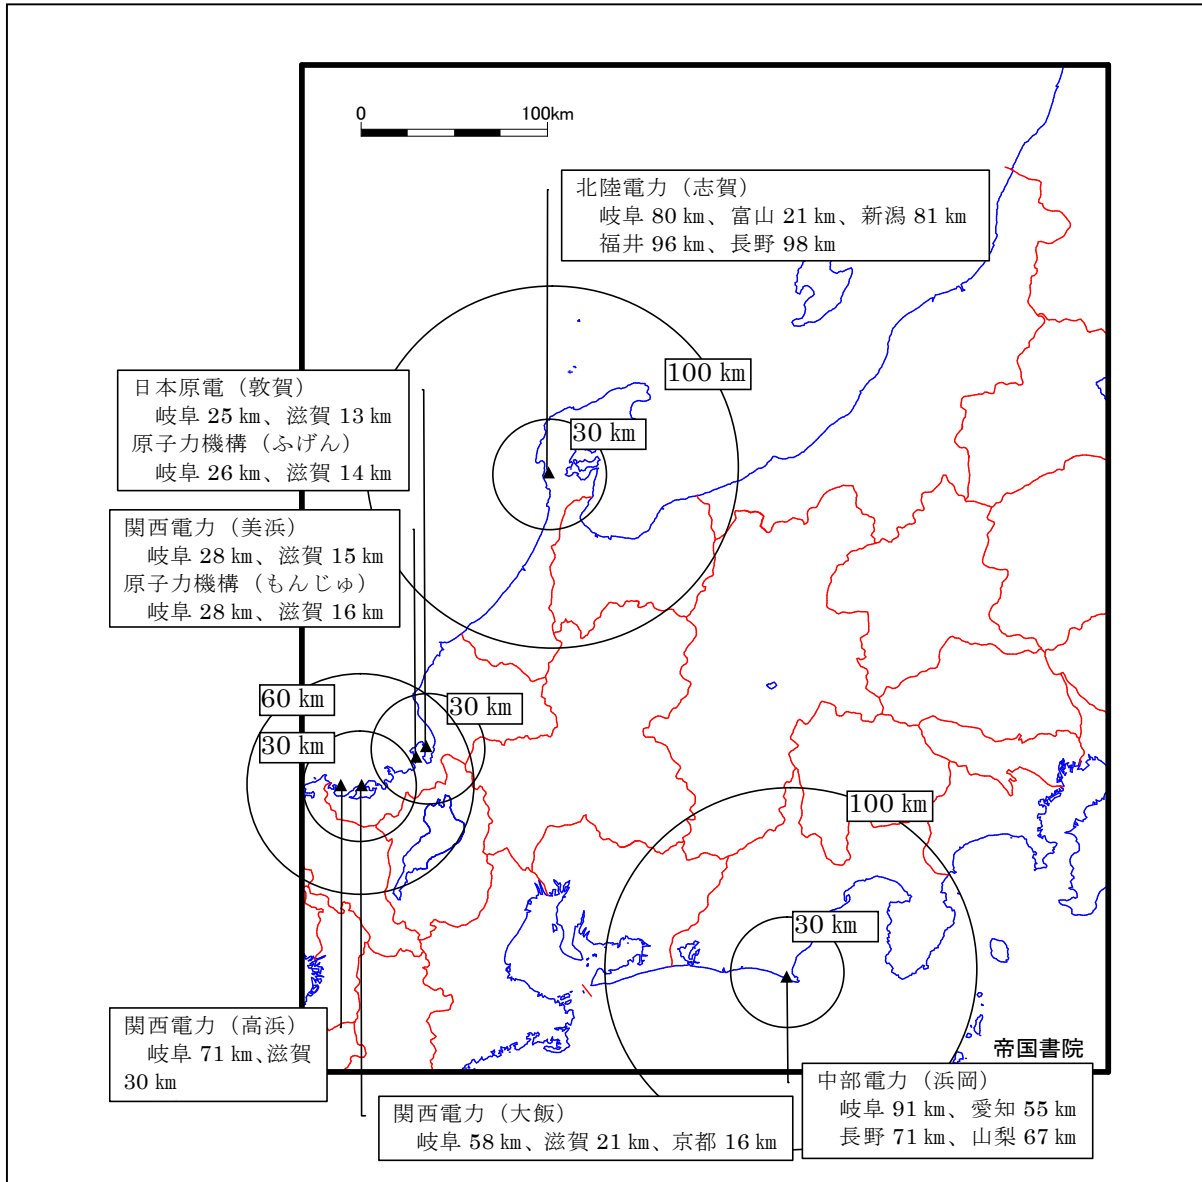 0 100km
北陸電力（志賀）
岐阜 80 ㎞、富山 21 ㎞、新潟 81 ㎞
福井 96 ㎞、長野 98 ㎞
100 ㎞
30 ㎞
日本原電（敦賀）
岐阜 25 ㎞、滋賀 13 ㎞
原子力機構（ふげん）
岐阜 26 ㎞、滋賀 14 ㎞
関西電力（美浜）
岐阜 28 ㎞、滋賀 15 ㎞
原子力機構（もんじゅ）
岐阜 28 ㎞、滋賀 16 ㎞
60 ㎞
30 ㎞
30 ㎞
100 ㎞
30 ㎞
関西電力（高浜）
岐阜 71 ㎞、滋賀
30 ㎞
関西電力（大飯）
岐阜 58 ㎞、滋賀 21 ㎞、京都 16 ㎞
帝国書院
中部電力（浜岡）
岐阜 91 ㎞、愛知 55 ㎞
長野 71 ㎞、山梨 67 ㎞